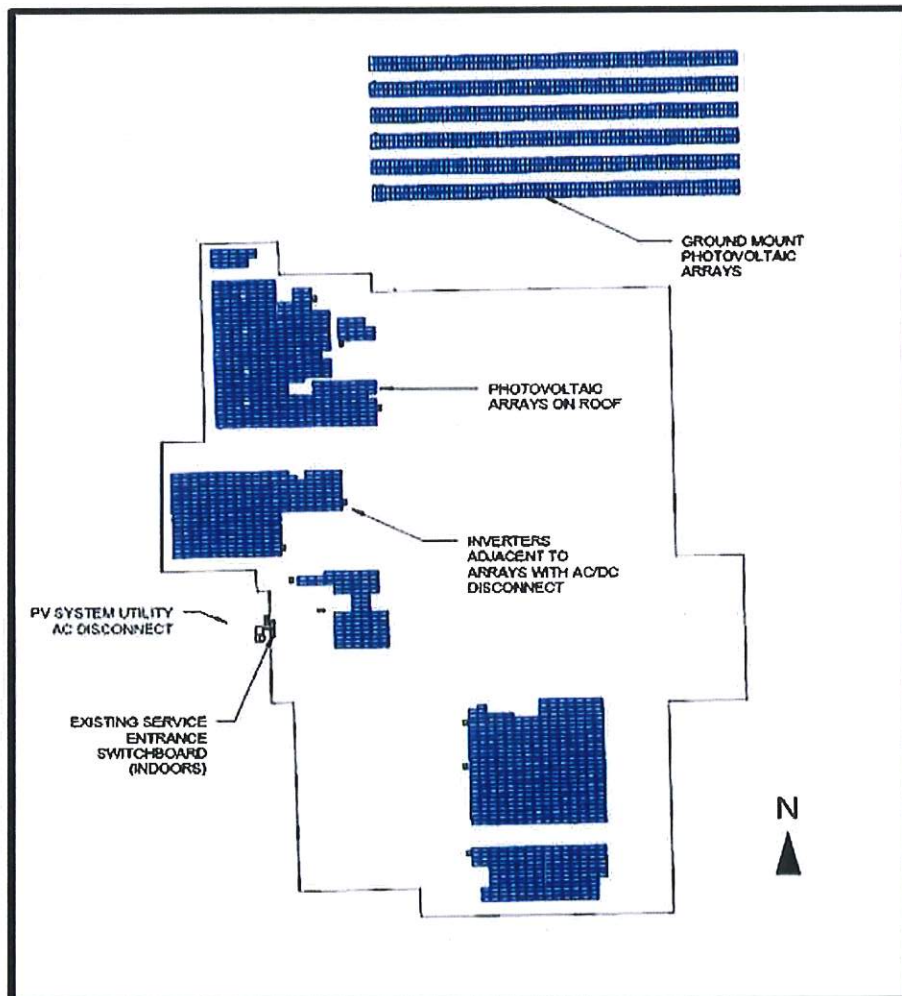 GROUND MOUNT
PHOTOVOLTAIC
ARRAYS
PHOTOVOLTAIC
ARRAYS ON ROOF
INVERTERS
ADJACENT TO
ARRAYS WITH AC/DC
DISCONNECT
PV SYSTEM UTILITY
AC DISCONNECT
EXISTING SERVICE
ENTRANCE
SWITCHBOARD
(INDOORS)
N